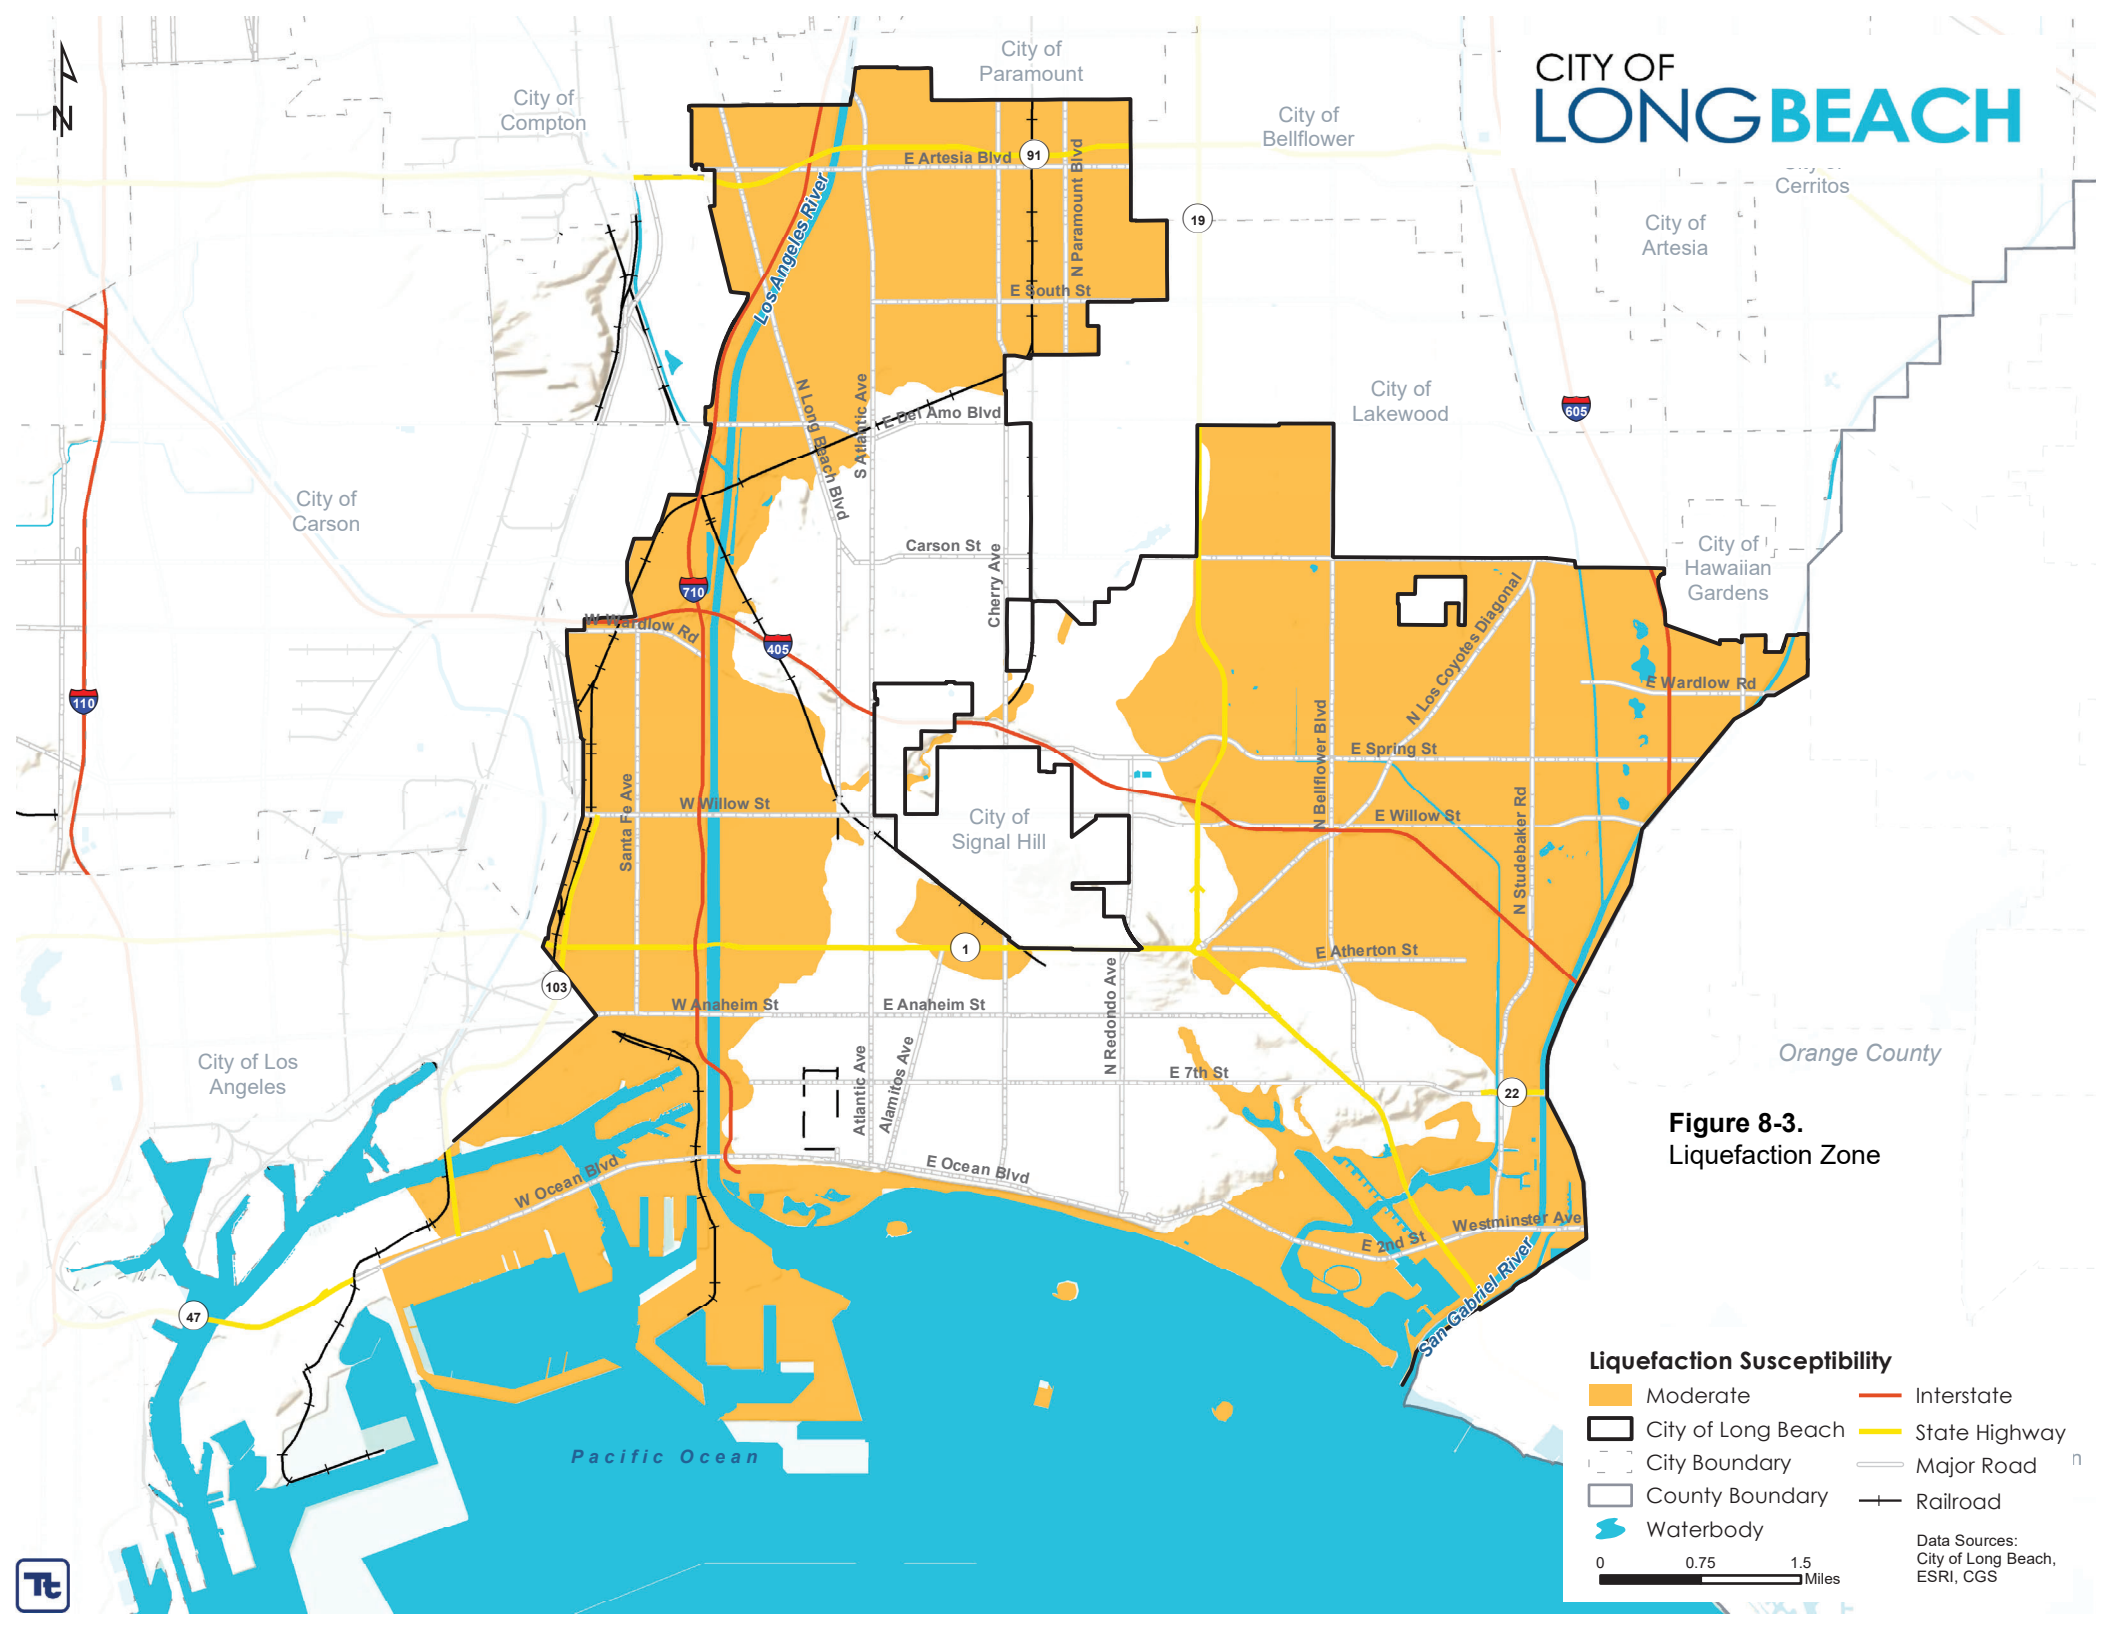 N
City of
Paramount
City of
Compton
City of
Bellflower
CITY OF
LONGBEACH
City of
Cerritos
City of
Artesia
E Artesia Blvd
91
N Paramount Blvd
19
Los Angeles River
E South St
City of
Lakewood
605
N Long Beach Blvd
S Atlantic Ave
E Del Amo Blvd
City of
Carson
Carson St
Cherry Ave
City of
Hawaiian
Gardens
710
W Wardlow Rd
405
N Los Coyotes Diagonal
E Wardlow Rd
110
N Bellflower Blvd
E Spring St
Santa Fe Ave
W Willow St
City of
Signal Hill
E Willow St
N Studebaker Rd
1
E Atherton St
103
W Anaheim St
E Anaheim St
N Redondo Ave
City of Los
Angeles
Atlantic Ave
Alamitos Ave
E 7th St
22
Orange County
Figure 8-3.
Liquefaction Zone
W Ocean Blvd
E Ocean Blvd
Westminster Ave
E 2nd St
San Gabriel River
47
Pacific Ocean
Liquefaction Susceptibility
Moderate
City of Long Beach
City Boundary
County Boundary
Waterbody
Interstate
State Highway
Major Road
Railroad
n
0 0.75 1.5
Miles
Data Sources:
City of Long Beach,
ESRI, CGS
Tt